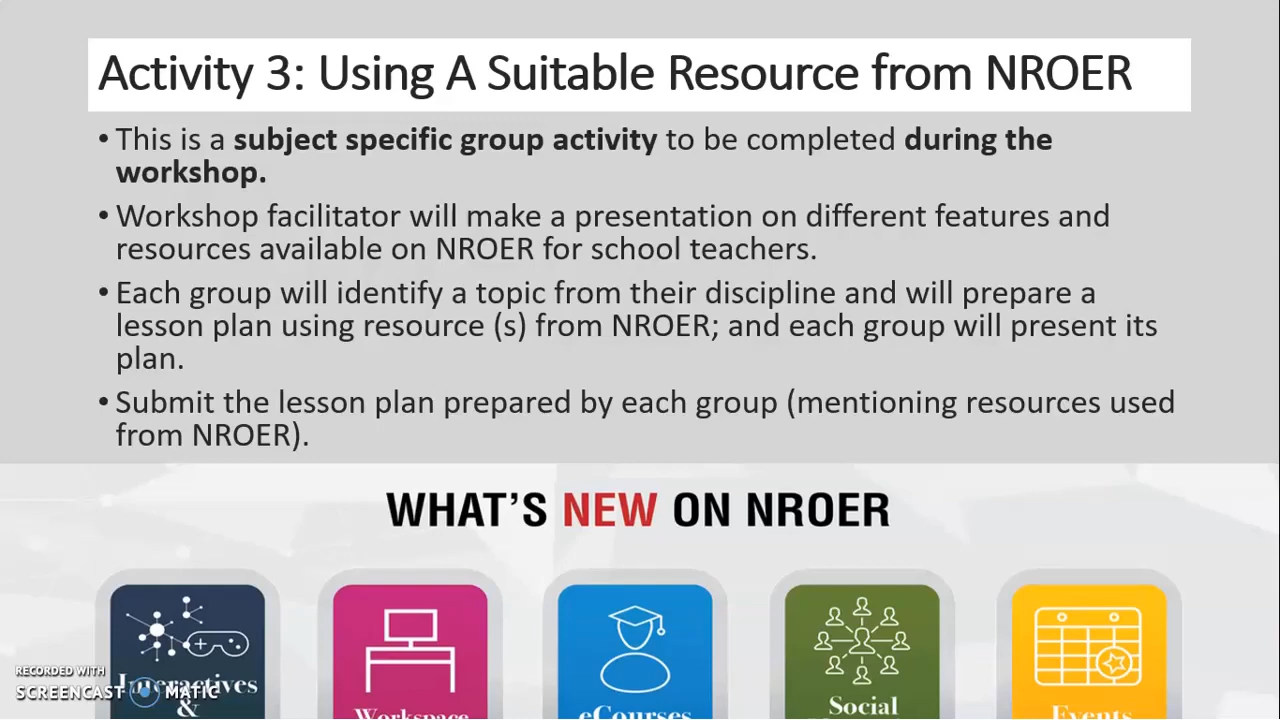 Activity 3: Using A Suitable Resource from NROER
• This is a subject specific group activity to be completed during the
workshop.
• Workshop facilitator will make a presentation on different features and
resources available on NROER for school teachers.
• Each group will identify a topic from their discipline and will prepare a
lesson plan using resource (s) from NROER; and each group will present its
plan.
• Submit the lesson plan prepared by each group (mentioning resources used
from NROER).
WHAT'S NEW ON NROER
Interactives
&
Workspace
eCourses
Social
Events
RECORDED WITH
SCREENCAST MATIC